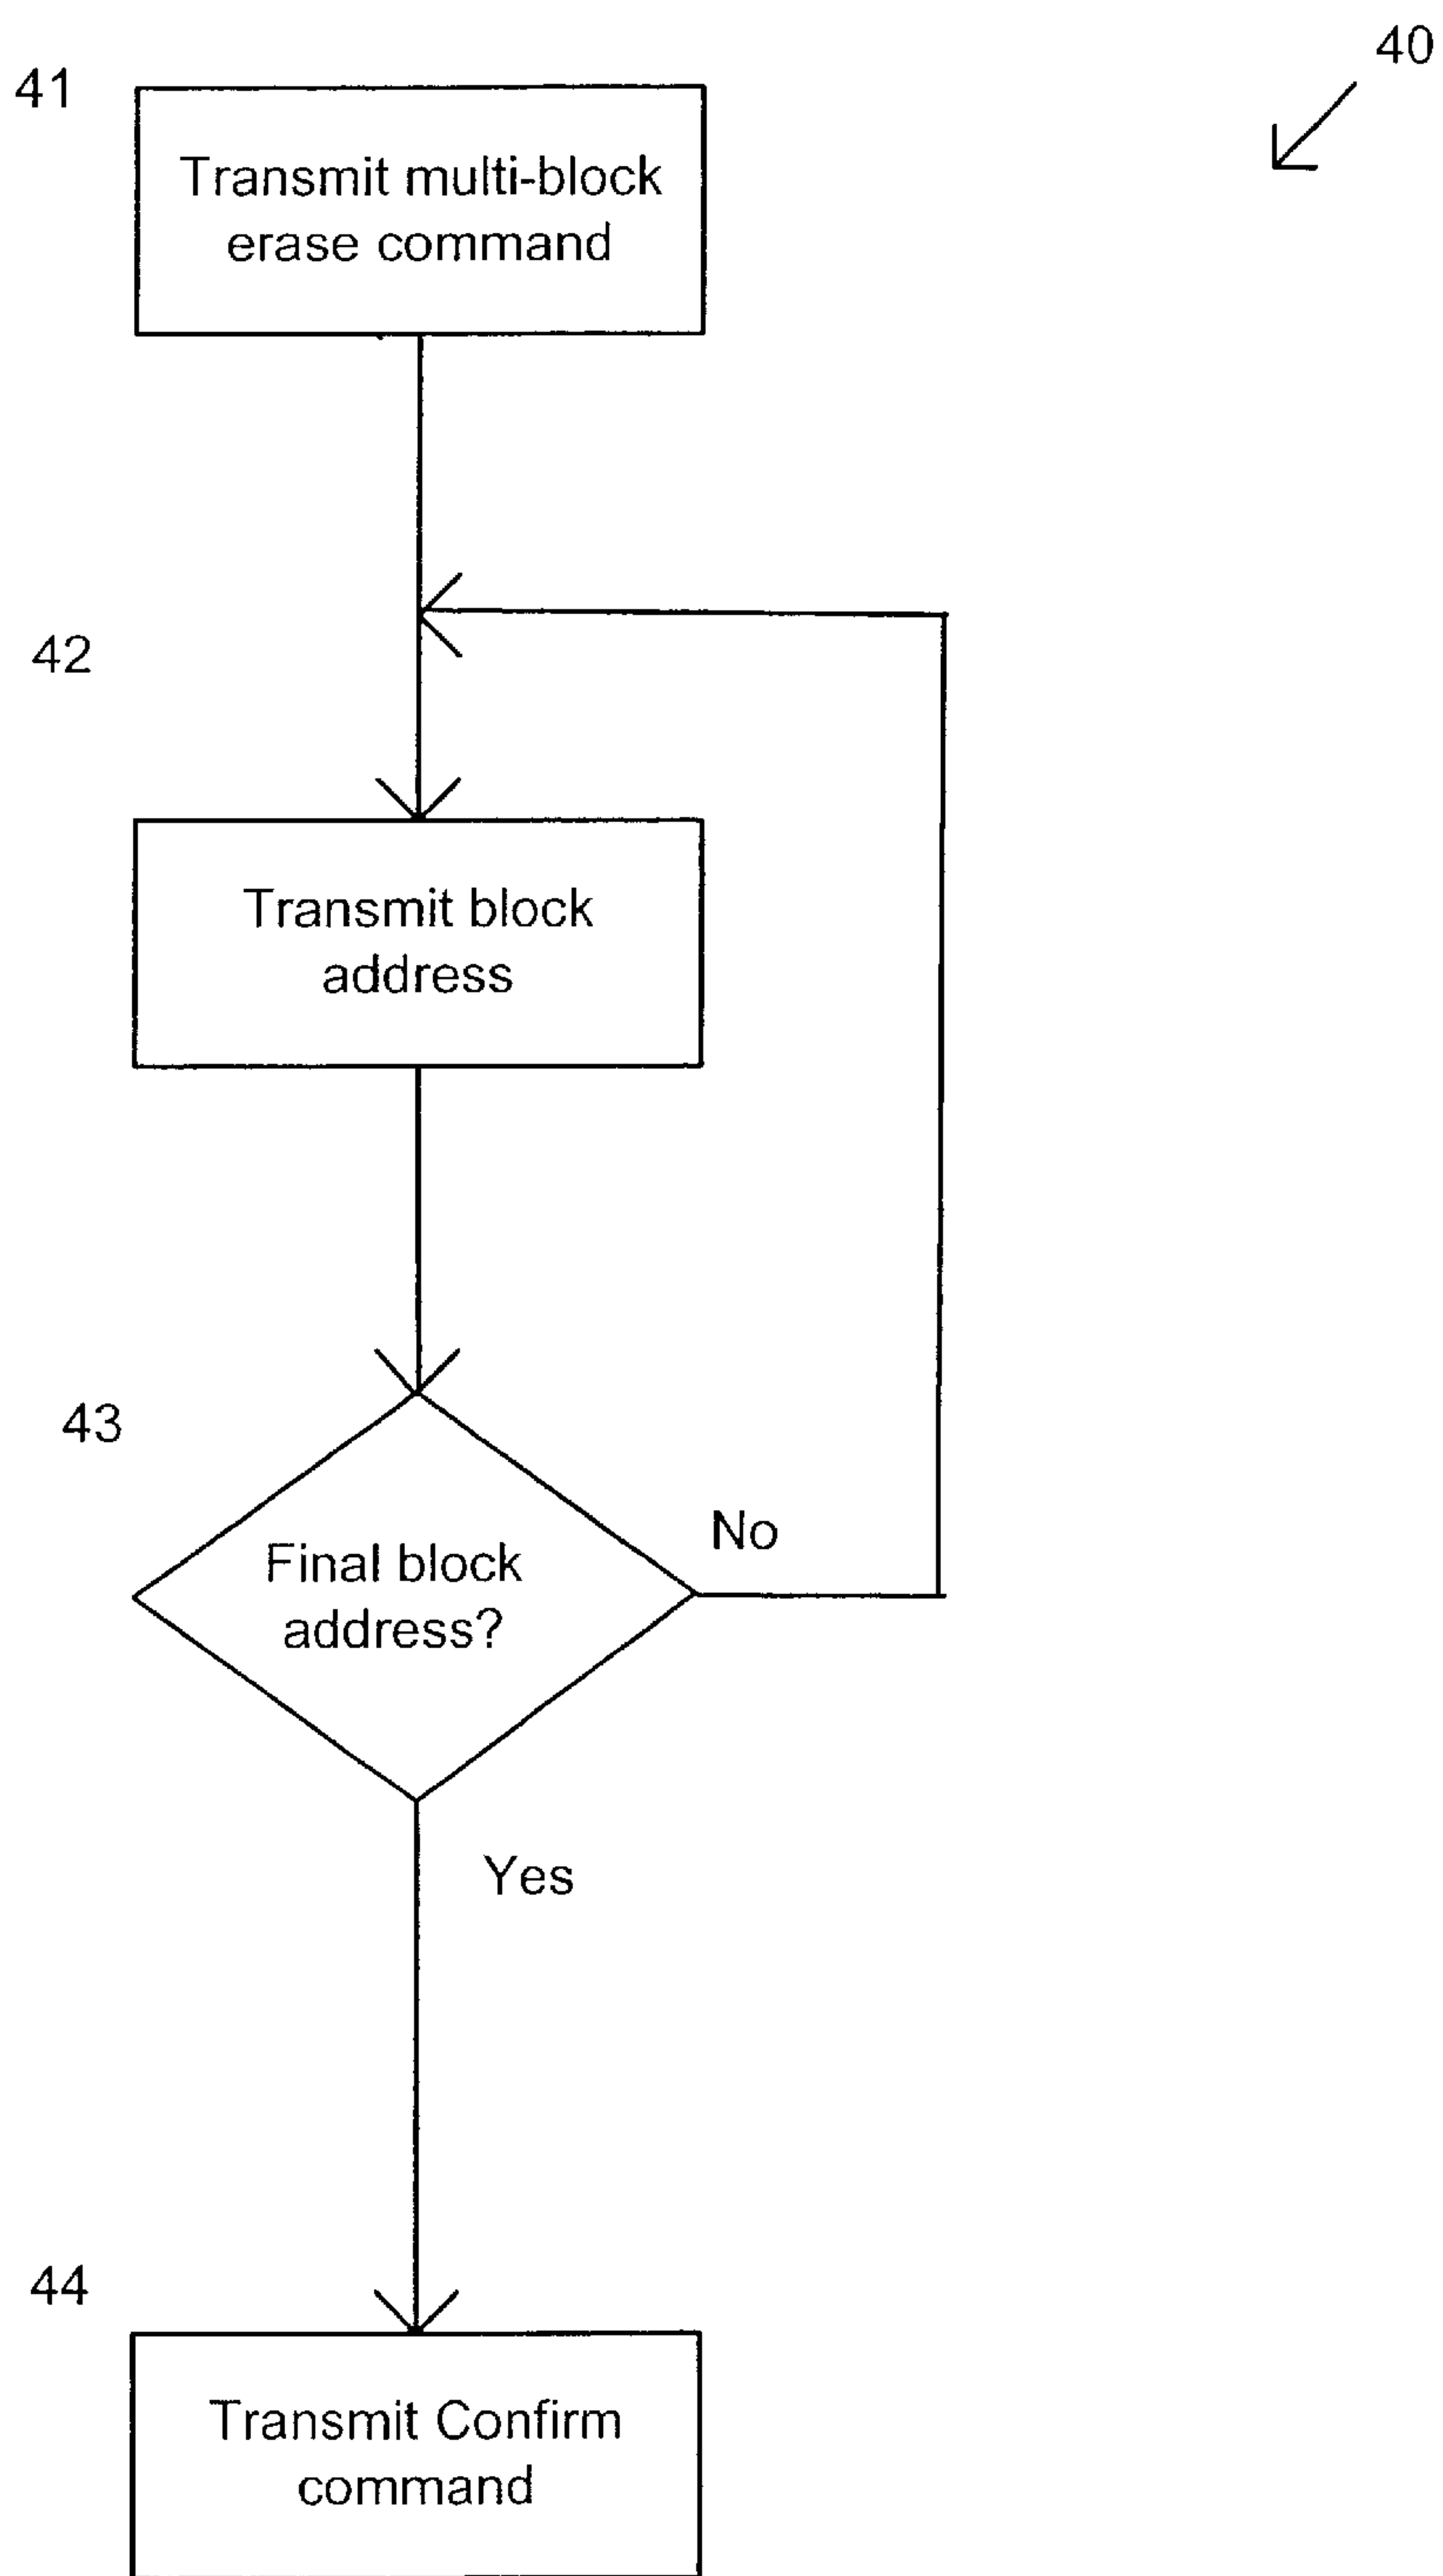 40
41
Transmit multi-block
erase command
42
Transmit block
address
43
Final block
address?
No
Yes
44
Transmit Confirm
command